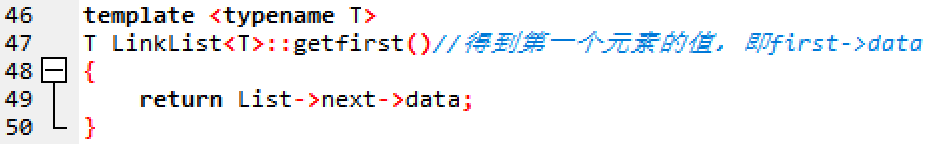 46 template <typename T>
47 T LinkList<T>::getfirst()//得到第一个元素的值，即first->data
48 {
49 return List->next->data;
50 }